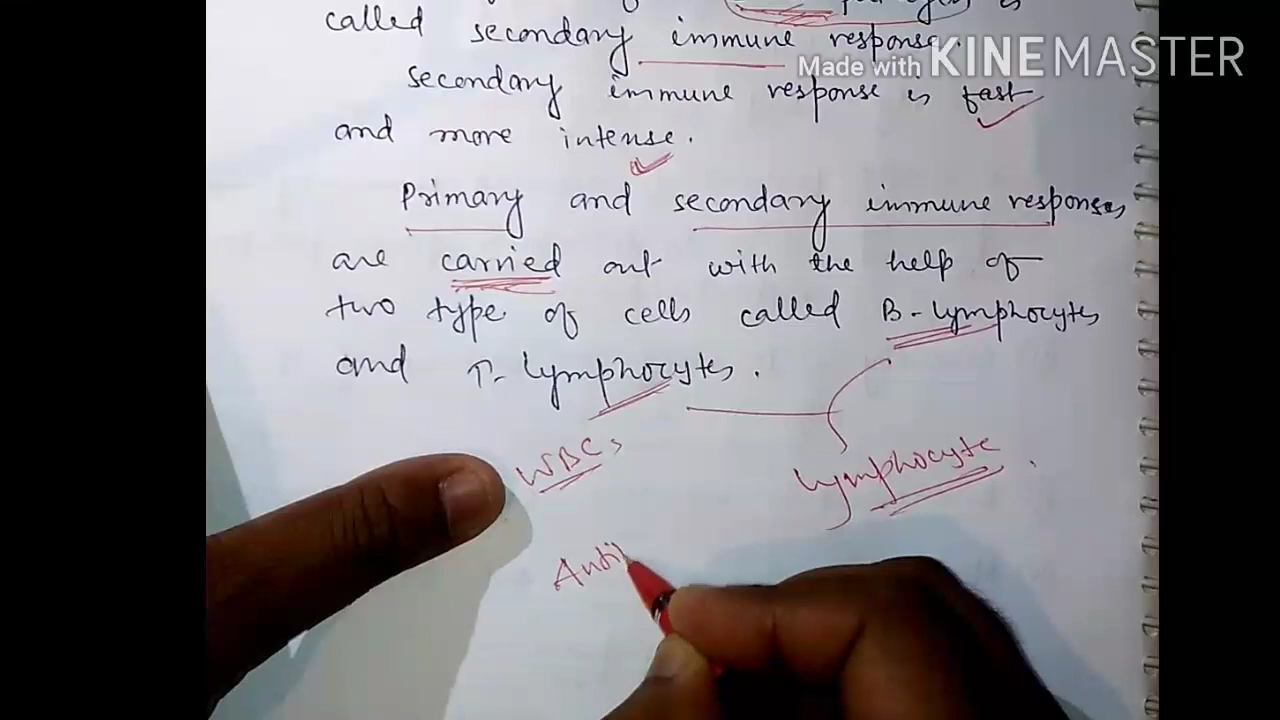 called secondary immune response.
Made with KINEMASTER
secondary immune response is fast
and more intense.
Primary and secondary immune responses
are carried out with the help of
two type of cells called B-lymphocytes
and T-lymphocytes.
WBCs
lymphocyte
Anti